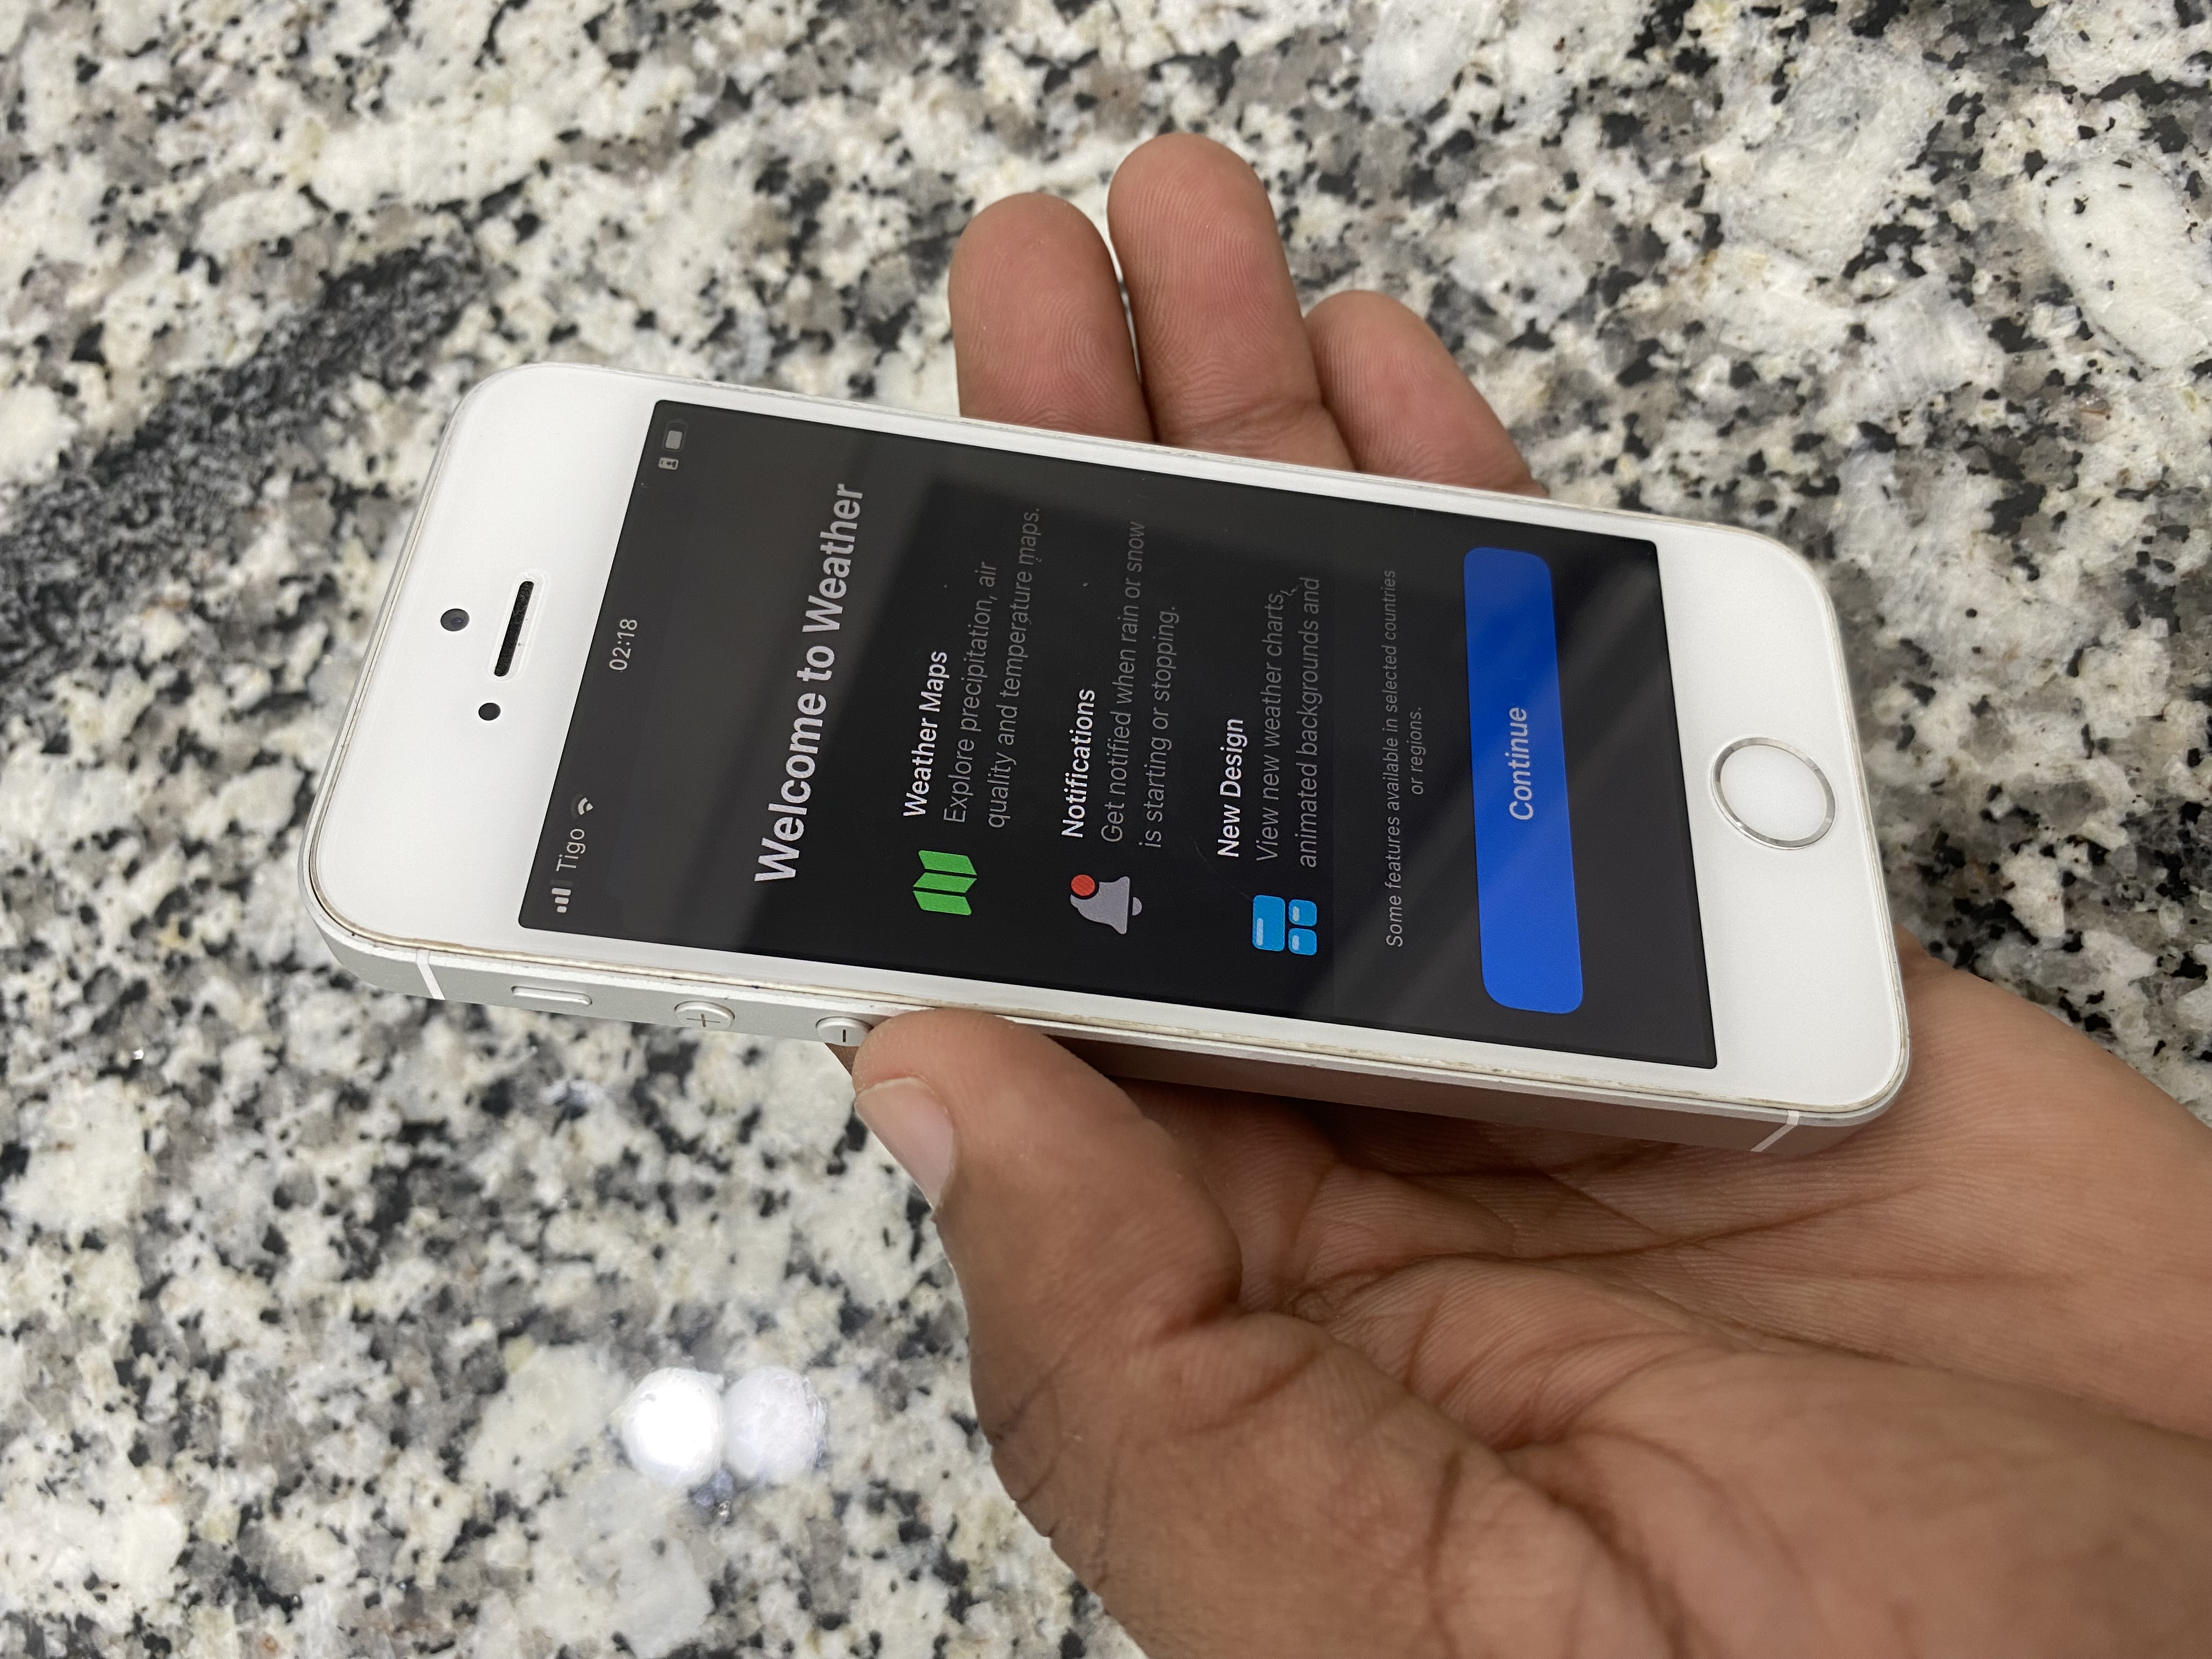 Tigo
02:18
Welcome to Weather
Weather Maps
Explore precipitation, air
quality and temperature maps.
Notifications
Get notified when rain or snow
is starting or stopping.
New Design
View new weather charts,
animated backgrounds and
Some features available in selected countries
or regions.
Continue